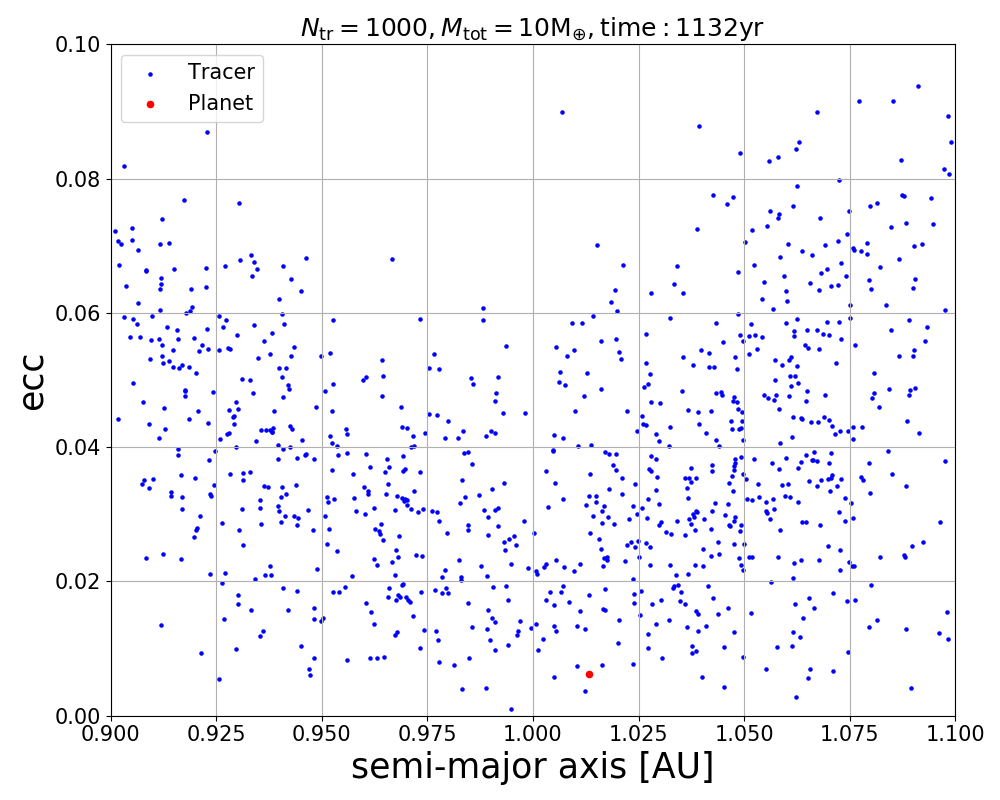 N_tr = 1000, M_tot = 10M_⊕, time : 1132yr
Tracer
Planet
0.10
0.08
0.06
0.04
0.02
0.00
ecc
0.900 0.925 0.950 0.975 1.000 1.025 1.050 1.075 1.100
semi-major axis [AU]